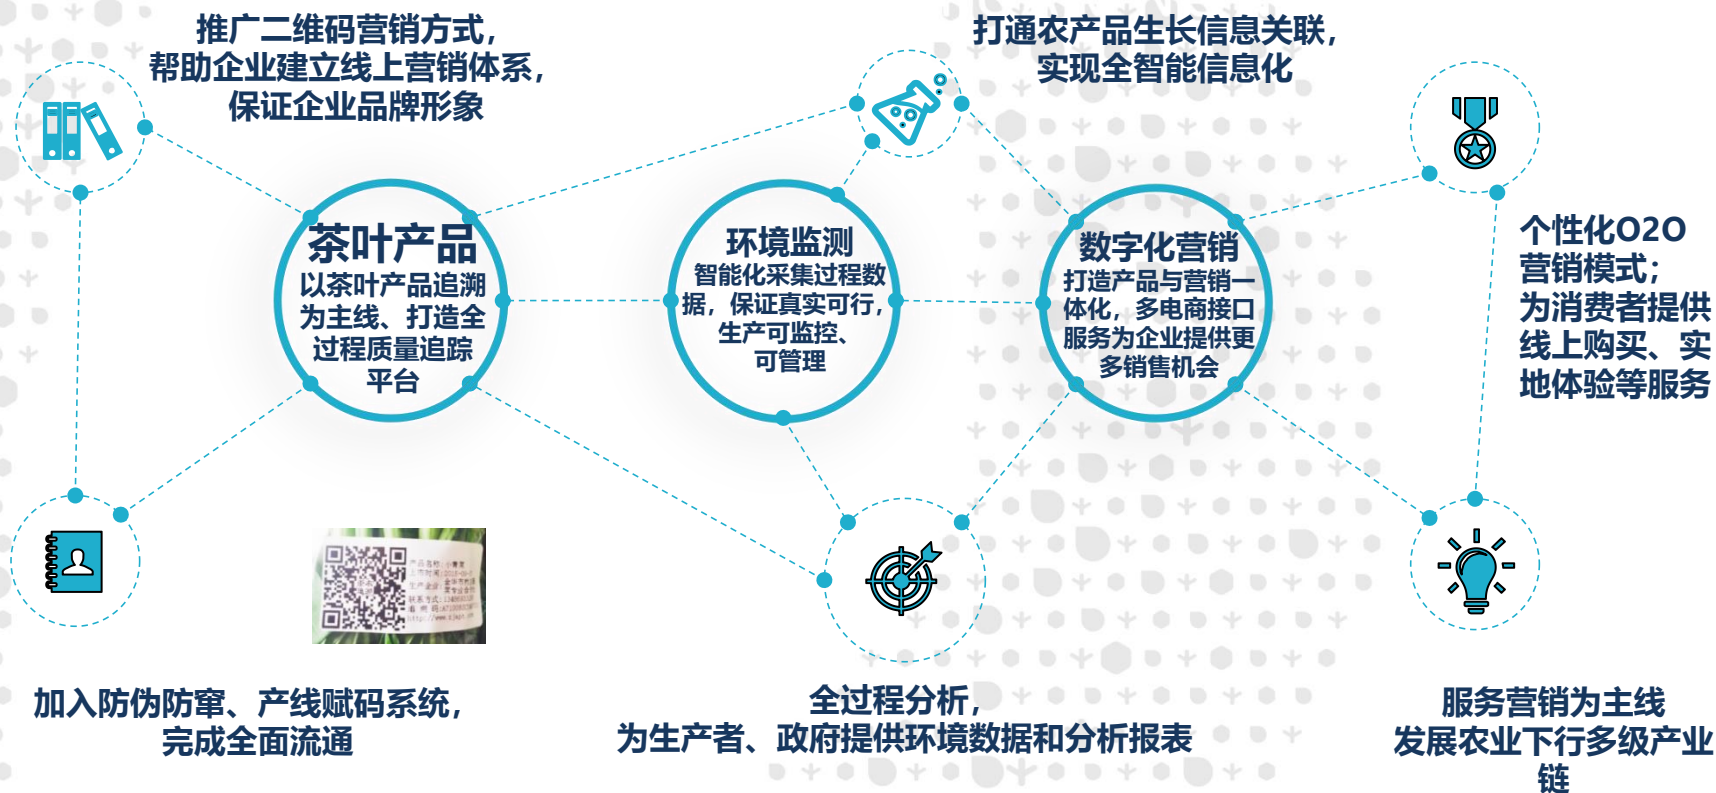 推广二维码营销方式，
帮助企业建立线上营销体系，
保证企业品牌形象
打通农产品生长信息关联，
实现全智能信息化
茶叶产品
以茶叶产品追溯
为主线、打造全
过程质量追踪
平台
环境监测
智能化采集过程数
据，保证真实可行，
生产可监控、
可管理
数字化营销
打造产品与营销一
体化，多电商接口
服务为企业提供更
多销售机会
个性化O2O
营销模式；
为消费者提供
线上购买、实
地体验等服务
产品名称：小青菜
加入防伪防窜、产线赋码系统，
完成全面流通
全过程分析，
为生产者、政府提供环境数据和分析报表
服务营销为主线
发展农业下行多级产业
链